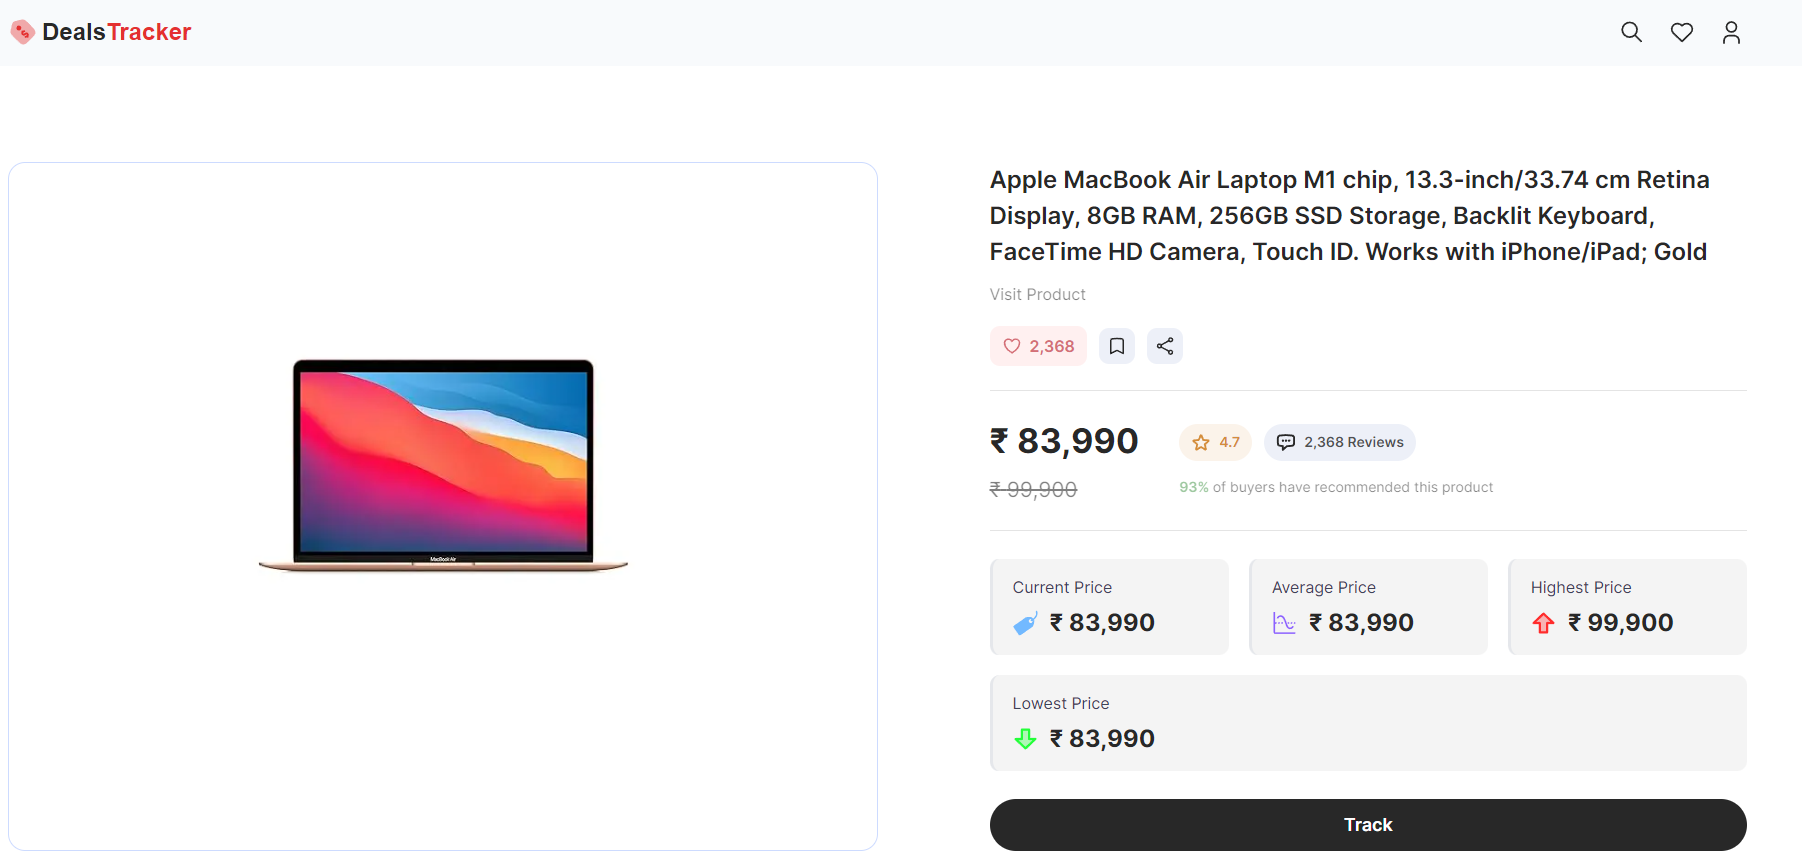 DealsTracker
Apple MacBook Air Laptop M1 chip, 13.3-inch/33.74 cm Retina
Display, 8GB RAM, 256GB SSD Storage, Backlit Keyboard,
FaceTime HD Camera, Touch ID. Works with iPhone/iPad; Gold
Visit Product
2,368
₹ 83,990
4.7
2,368 Reviews
₹ 99,900
93% of buyers have recommended this product
MacBook Air
Current Price
₹ 83,990
Average Price
₹ 83,990
Highest Price
₹ 99,900
Lowest Price
₹ 83,990
Track